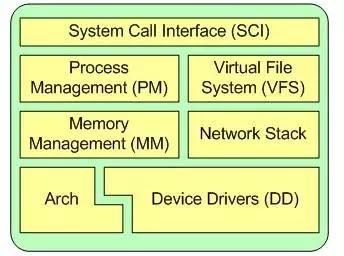 System Call Interface (SCI)
Process
Management (PM)
Virtual File
System (VFS)
Memory
Management (MM)
Network Stack
Arch
Device Drivers (DD)